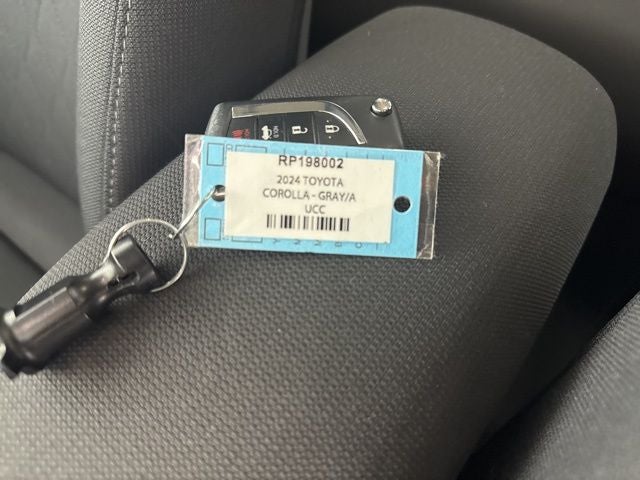 RP198002
2024 TOYOTA
COROLLA - GRAY/A
UCC